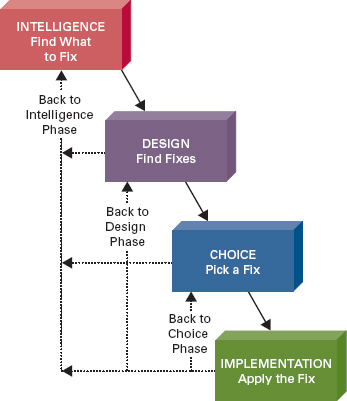 INTELLIGENCE
Find What
to Fix
Back to
Intelligence
Phase
DESIGN
Find Fixes
Back to
Design
Phase
CHOICE
Pick a Fix
Back to
Choice
Phase
IMPLEMENTATION
Apply the Fix